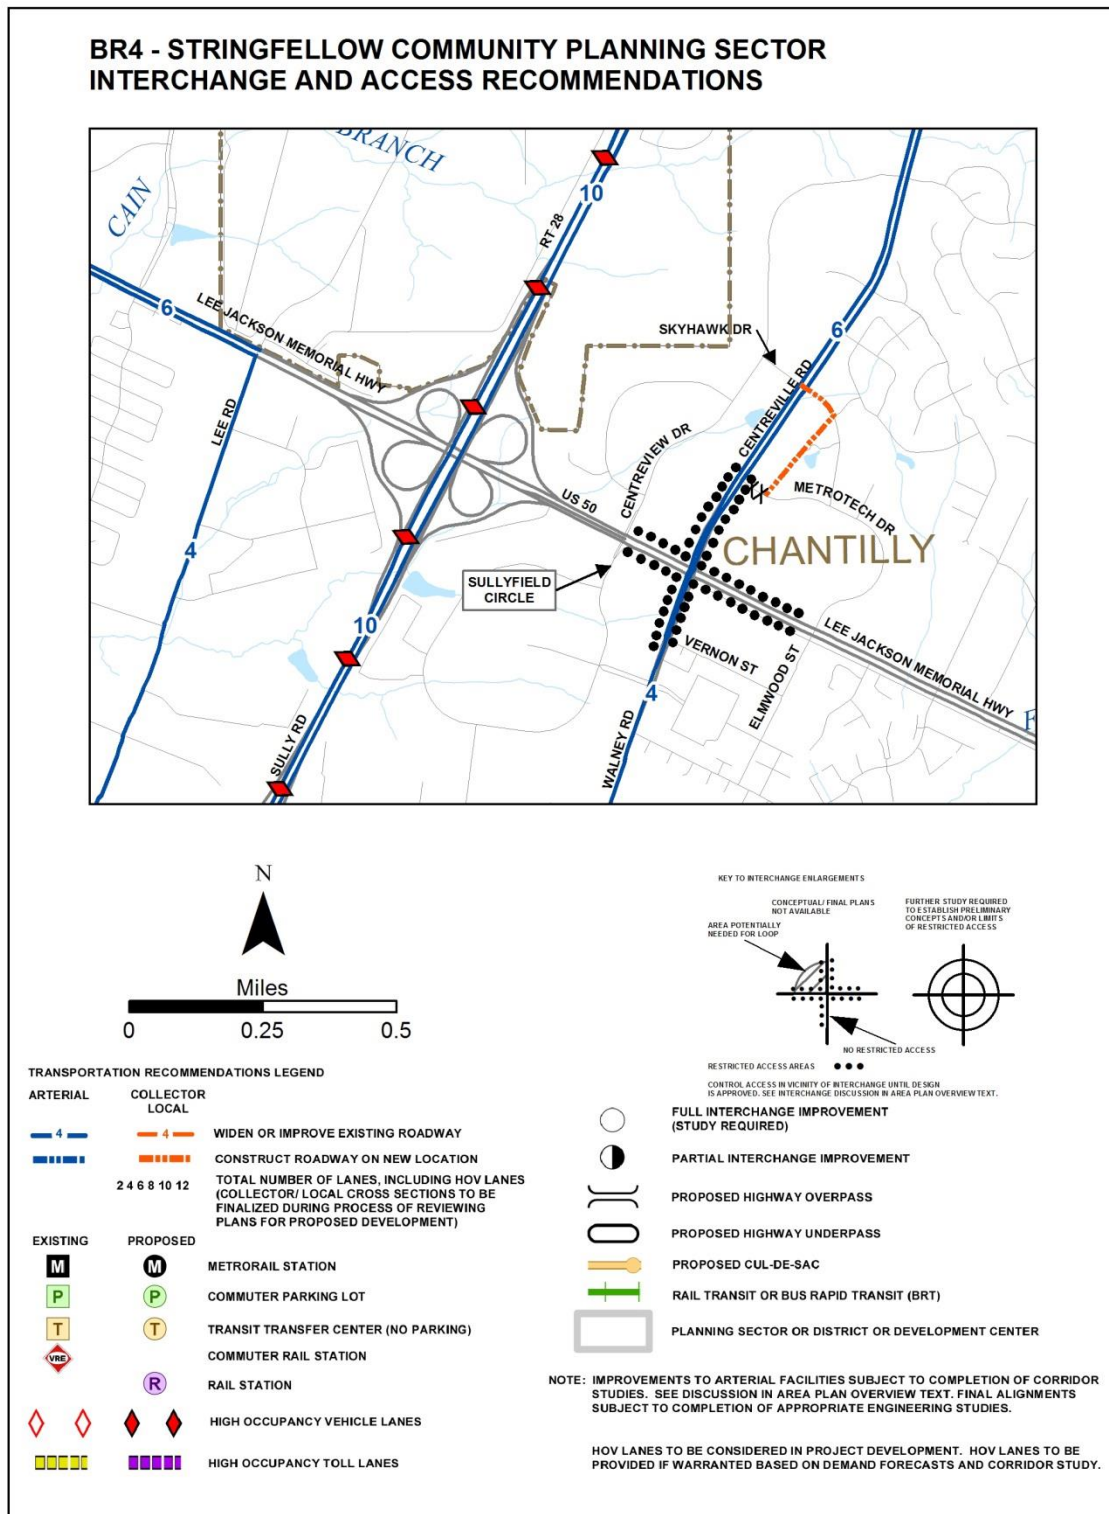 BR4 - STRINGFELLOW COMMUNITY PLANNING SECTOR
INTERCHANGE AND ACCESS RECOMMENDATIONS
BRANCH
CAIN
10
RT 28
6
LEE JACKSON MEMORIAL HWY
SKYHAWK DR
6
LEE RD
CENTREVILLE RD
CENTREVIEW DR
US 50
METROTECH DR
CHANTILLY
4
SULLYFIELD
CIRCLE
10
VERNON ST
LEE JACKSON MEMORIAL HWY
ELMWOOD ST
4
SULLY RD
WALNEY RD
N
Miles
0 0.25 0.5
KEY TO INTERCHANGE ENLARGEMENTS
CONCEPTUAL/ FINAL PLANS
NOT AVAILABLE
AREA POTENTIALLY
NEEDED FOR LOOP
FURTHER STUDY REQUIRED
TO ESTABLISH PRELIMINARY
CONCEPTS AND/OR LIMITS
OF RESTRICTED ACCESS
NO RESTRICTED ACCESS
RESTRICTED ACCESS AREAS
CONTROL ACCESS IN VICINITY OF INTERCHANGE UNTIL DESIGN
IS APPROVED. SEE INTERCHANGE DISCUSSION IN AREA PLAN OVERVIEW TEXT.
TRANSPORTATION RECOMMENDATIONS LEGEND
ARTERIAL COLLECTOR
LOCAL
4 4 WIDEN OR IMPROVE EXISTING ROADWAY
CONSTRUCT ROADWAY ON NEW LOCATION
2 4 6 8 10 12 TOTAL NUMBER OF LANES, INCLUDING HOV LANES
(COLLECTOR/ LOCAL CROSS SECTIONS TO BE
FINALIZED DURING PROCESS OF REVIEWING
PLANS FOR PROPOSED DEVELOPMENT)
EXISTING PROPOSED
M M METRORAIL STATION
P P COMMUTER PARKING LOT
T T TRANSIT TRANSFER CENTER (NO PARKING)
VRE COMMUTER RAIL STATION
R RAIL STATION
HIGH OCCUPANCY VEHICLE LANES
HIGH OCCUPANCY TOLL LANES
FULL INTERCHANGE IMPROVEMENT
(STUDY REQUIRED)
PARTIAL INTERCHANGE IMPROVEMENT
PROPOSED HIGHWAY OVERPASS
PROPOSED HIGHWAY UNDERPASS
PROPOSED CUL-DE-SAC
RAIL TRANSIT OR BUS RAPID TRANSIT (BRT)
PLANNING SECTOR OR DISTRICT OR DEVELOPMENT CENTER
NOTE: IMPROVEMENTS TO ARTERIAL FACILITIES SUBJECT TO COMPLETION OF CORRIDOR
STUDIES. SEE DISCUSSION IN AREA PLAN OVERVIEW TEXT. FINAL ALIGNMENTS
SUBJECT TO COMPLETION OF APPROPRIATE ENGINEERING STUDIES.
HOV LANES TO BE CONSIDERED IN PROJECT DEVELOPMENT. HOV LANES TO BE
PROVIDED IF WARRANTED BASED ON DEMAND FORECASTS AND CORRIDOR STUDY.